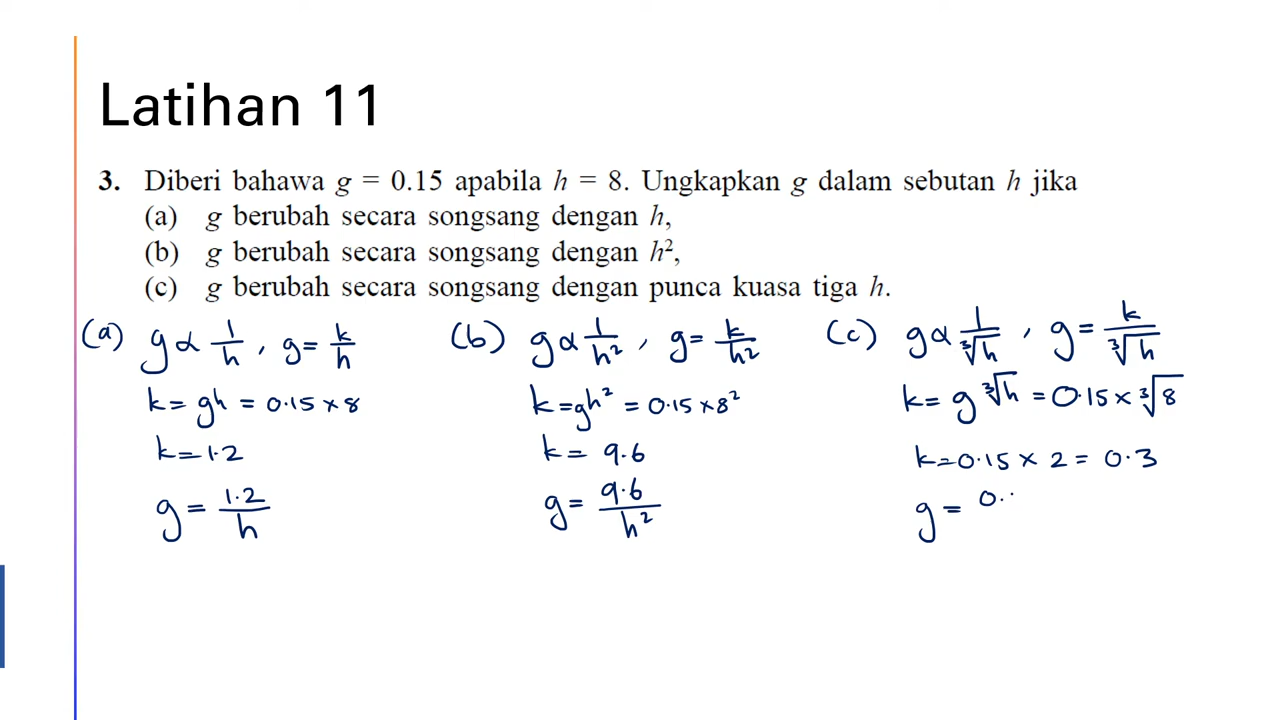 Latihan 11
3. Diberi bahawa g = 0.15 apabila h = 8. Ungkapkan g dalam sebutan h jika
(a) g berubah secara songsang dengan h,
(b) g berubah secara songsang dengan h²,
(c) g berubah secara songsang dengan punca kuasa tiga h.
(a) g ∝ 1/h , g = k/h
k = gh = 0.15 × 8
k = 1.2
g = 1.2/h
(b) g ∝ 1/h² , g = k/h²
k = gh² = 0.15 × 8²
k = 9.6
g = 9.6/h²
(c) g ∝ 1/∛h , g = k/∛h
k = g ∛h = 0.15 × ∛8
k = 0.15 × 2 = 0.3
g = 0.